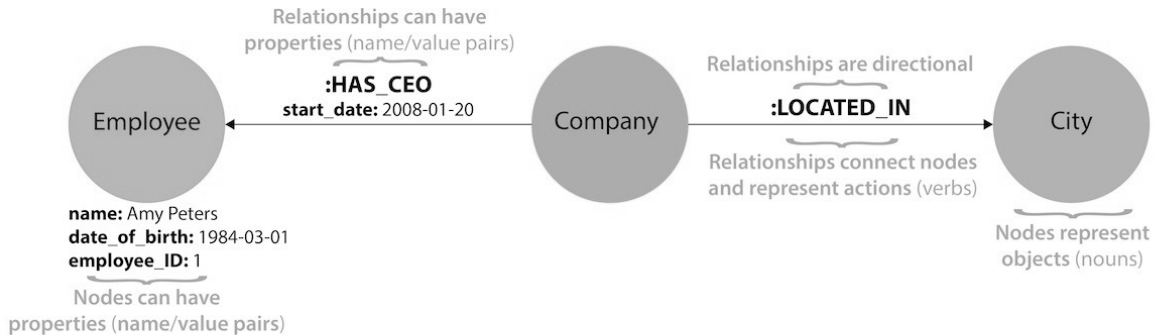 Relationships can have
properties (name/value pairs)
:HAS_CEO
start_date: 2008-01-20
Relationships are directional
:LOCATED_IN
Employee
Company
City
Relationships connect nodes
and represent actions (verbs)
name: Amy Peters
date_of_birth: 1984-03-01
employee_ID: 1
Nodes can have
properties (name/value pairs)
Nodes represent
objects (nouns)